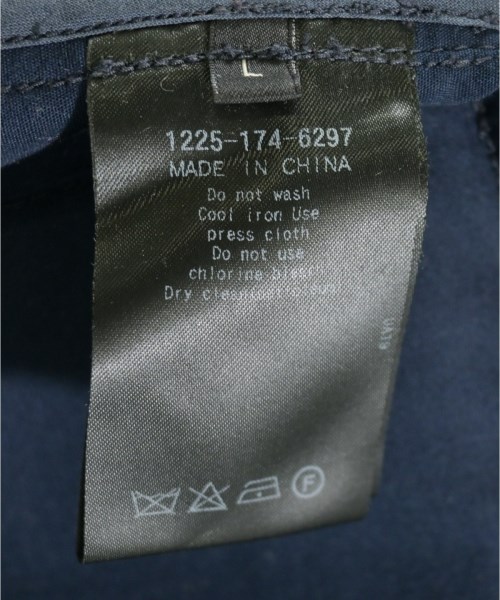 L
1225-174-6297
MADE IN CHINA
Do not wash
Cool iron Use
press cloth
Do not use
chlorine bleach
Dry
F